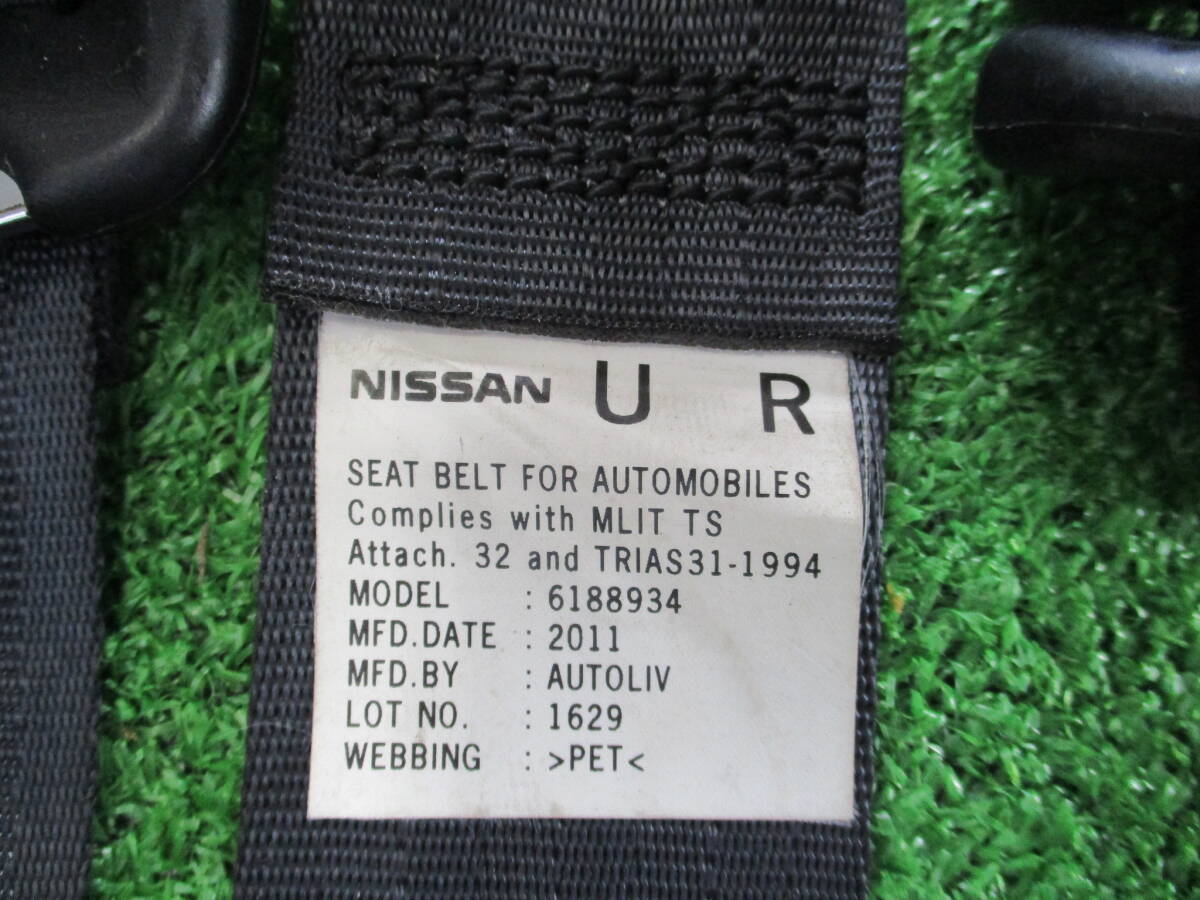 NISSAN U R
SEAT BELT FOR AUTOMOBILES
Complies with MLIT TS
Attach. 32 and TRIAS31-1994
MODEL : 6188934
MFD.DATE : 2011
MFD.BY : AUTOLIV
LOT NO. : 1629
WEBBING : >PET<